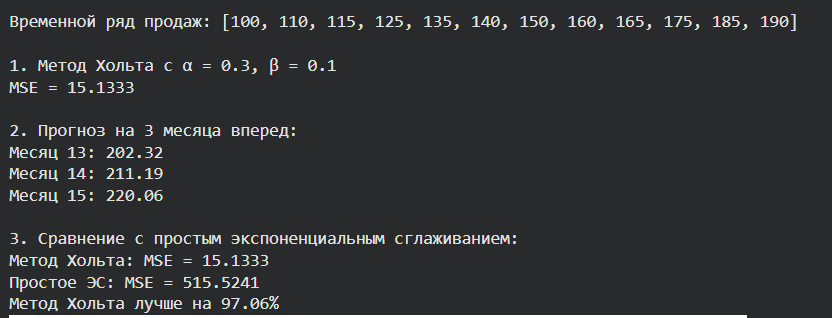 Временной ряд продаж: [100, 110, 115, 125, 135, 140, 150, 160, 165, 175, 185, 190]
1. Метод Хольта с α = 0.3, β = 0.1
MSE = 15.1333
2. Прогноз на 3 месяца вперед:
Месяц 13: 202.32
Месяц 14: 211.19
Месяц 15: 220.06
3. Сравнение с простым экспоненциальным сглаживанием:
Метод Хольта: MSE = 15.1333
Простое ЭС: MSE = 515.5241
Метод Хольта лучше на 97.06%